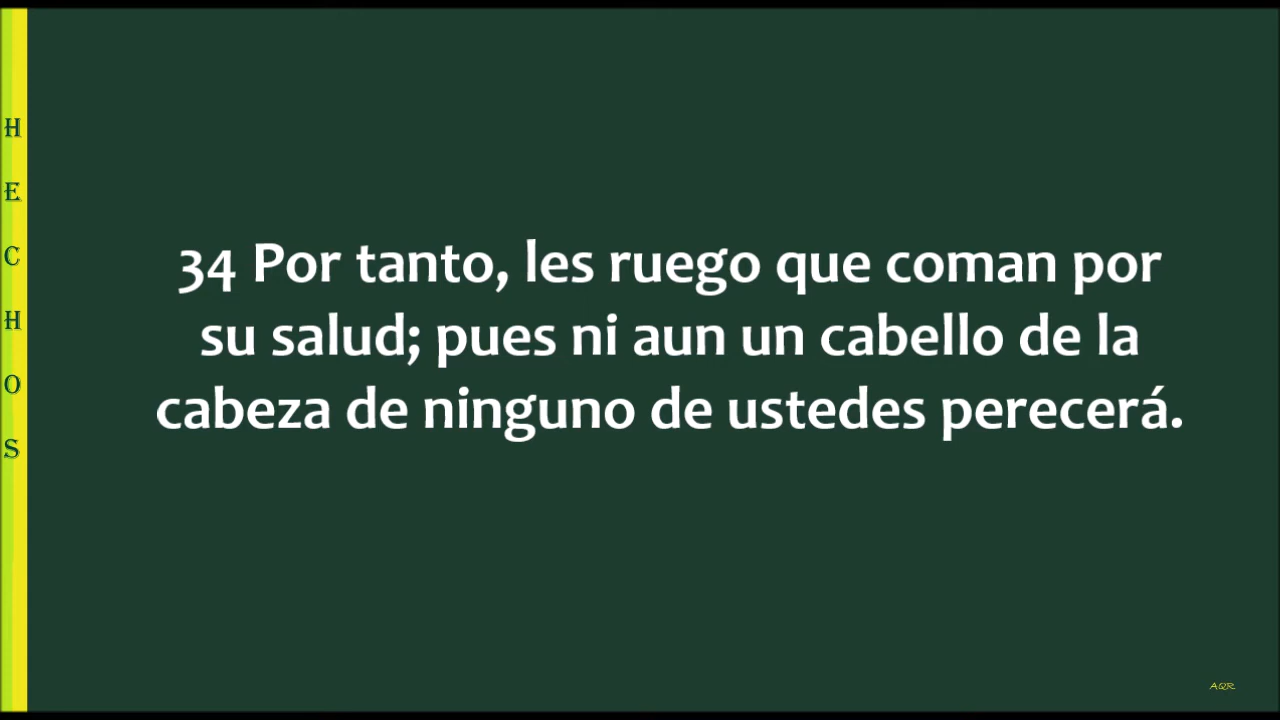 H
E
C
H
O
S
34 Por tanto, les ruego que coman por
su salud; pues ni aun un cabello de la
cabeza de ninguno de ustedes perecerá.
AQR